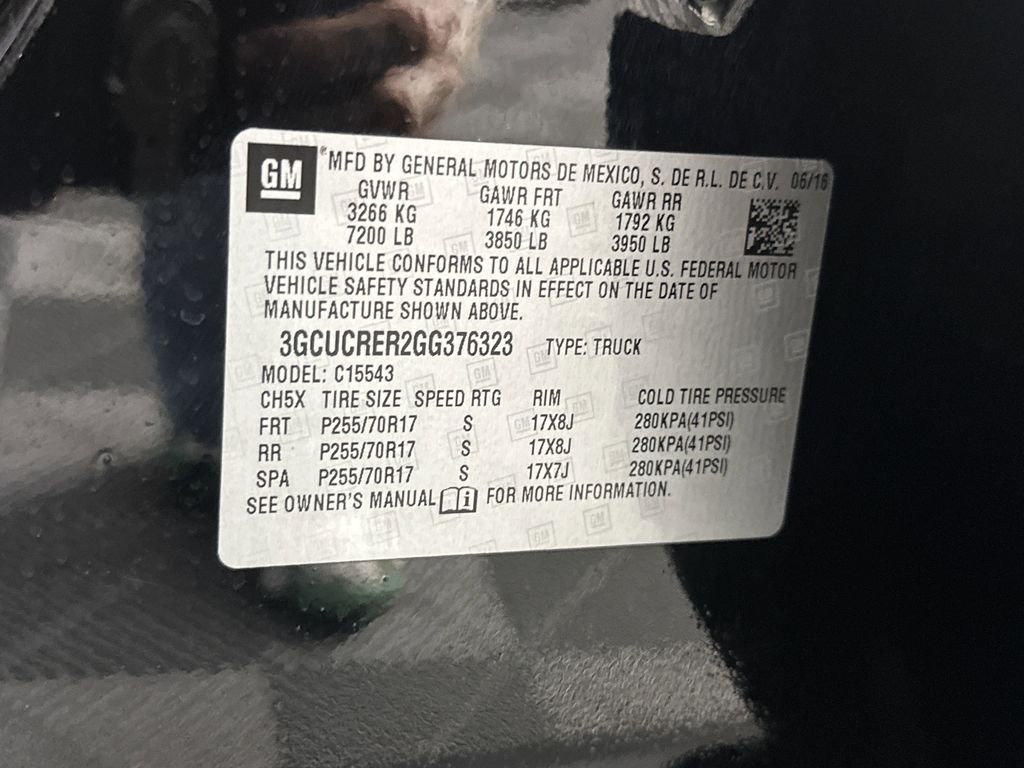 GM
®MFD BY GENERAL MOTORS DE MEXICO, S. DE R.L. DE C.V. 06/16
GVWR GAWR FRT GAWR RR
3266 KG 1746 KG 1792 KG
7200 LB 3850 LB 3950 LB
THIS VEHICLE CONFORMS TO ALL APPLICABLE U.S. FEDERAL MOTOR
VEHICLE SAFETY STANDARDS IN EFFECT ON THE DATE OF
MANUFACTURE SHOWN ABOVE.
3GCUCRER2GG376323 TYPE: TRUCK
MODEL: C15543
CH5X TIRE SIZE SPEED RTG RIM COLD TIRE PRESSURE
FRT P255/70R17 S 17X8J 280KPA(41PSI)
RR P255/70R17 S 17X8J 280KPA(41PSI)
SPA P255/70R17 S 17X7J 280KPA(41PSI)
SEE OWNER'S MANUAL i FOR MORE INFORMATION.